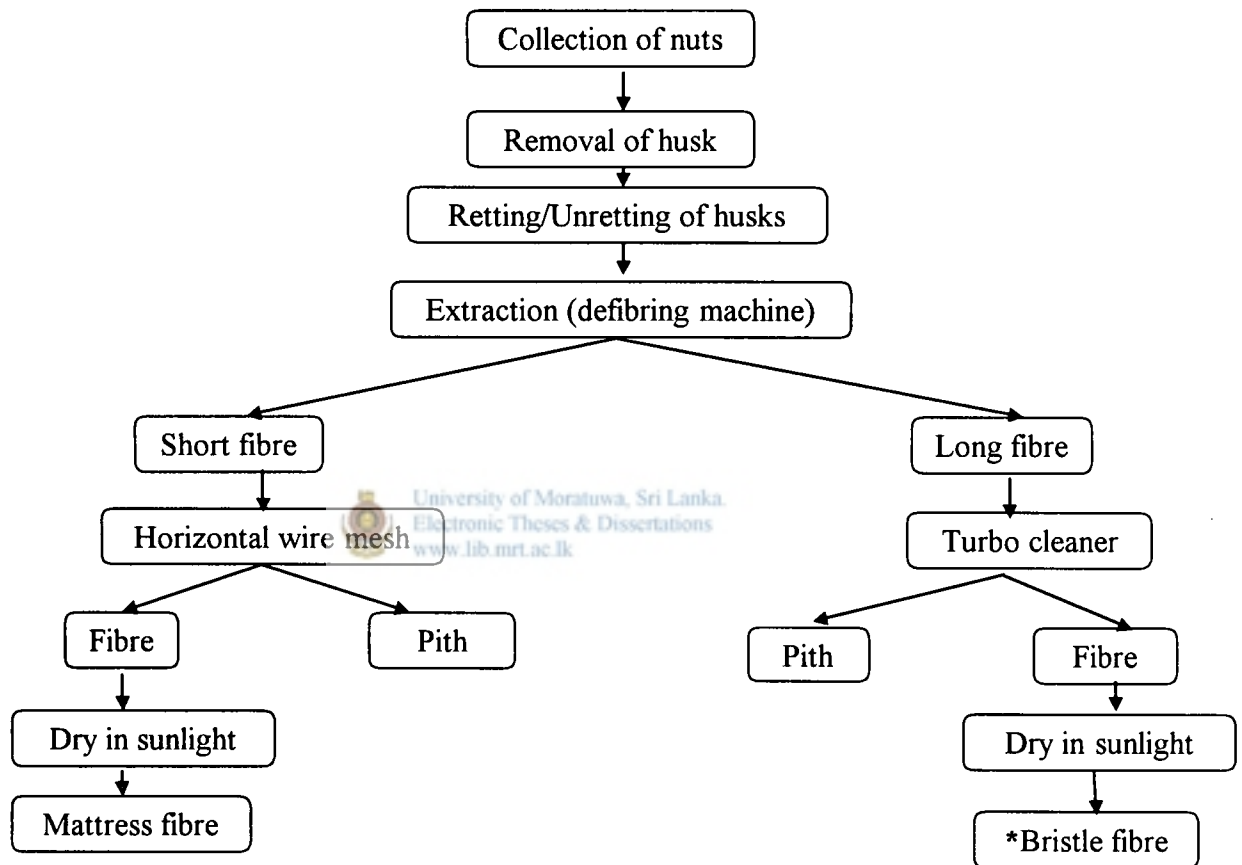 Collection of nuts
Removal of husk
Retting/Unretting of husks
Extraction (defibring machine)
Short fibre
Long fibre
University of Moratuwa, Sri Lanka.
Electronic Theses & Dissertations
www.lib.mrt.ac.lk
Horizontal wire mesh
Turbo cleaner
Fibre
Pith
Pith
Fibre
Dry in sunlight
Dry in sunlight
Mattress fibre
*Bristle fibre